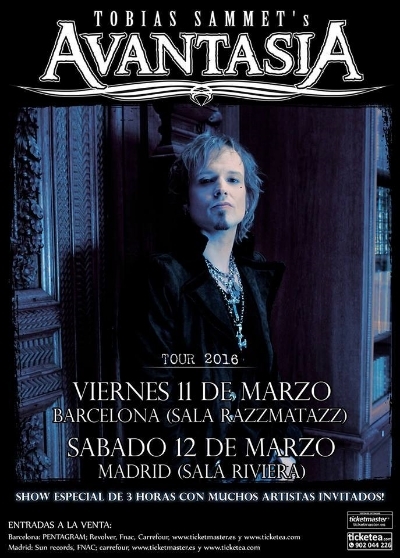 TOBIAS SAMMET's
AVANTASIA
TOUR 2016
VIERNES 11 DE MARZO
BARCELONA (SALA RAZZMATAZZ)
SABADO 12 DE MARZO
MADRID (SALA RIVIERA)
SHOW ESPECIAL DE 3 HORAS CON MUCHOS ARTISTAS INVITADOS!
ENTRADAS A LA VENTA:
Barcelona: PENTAGRAM; Revolver, Fnac, Carrefour, www.ticketmaster.es y www.ticketea.com
Madrid: Sun records, FNAC; carrefour, www.ticketmaster.es y www.ticketea.com
ticketmaster
ticketmaster.es
ticketea.com
902 044 226